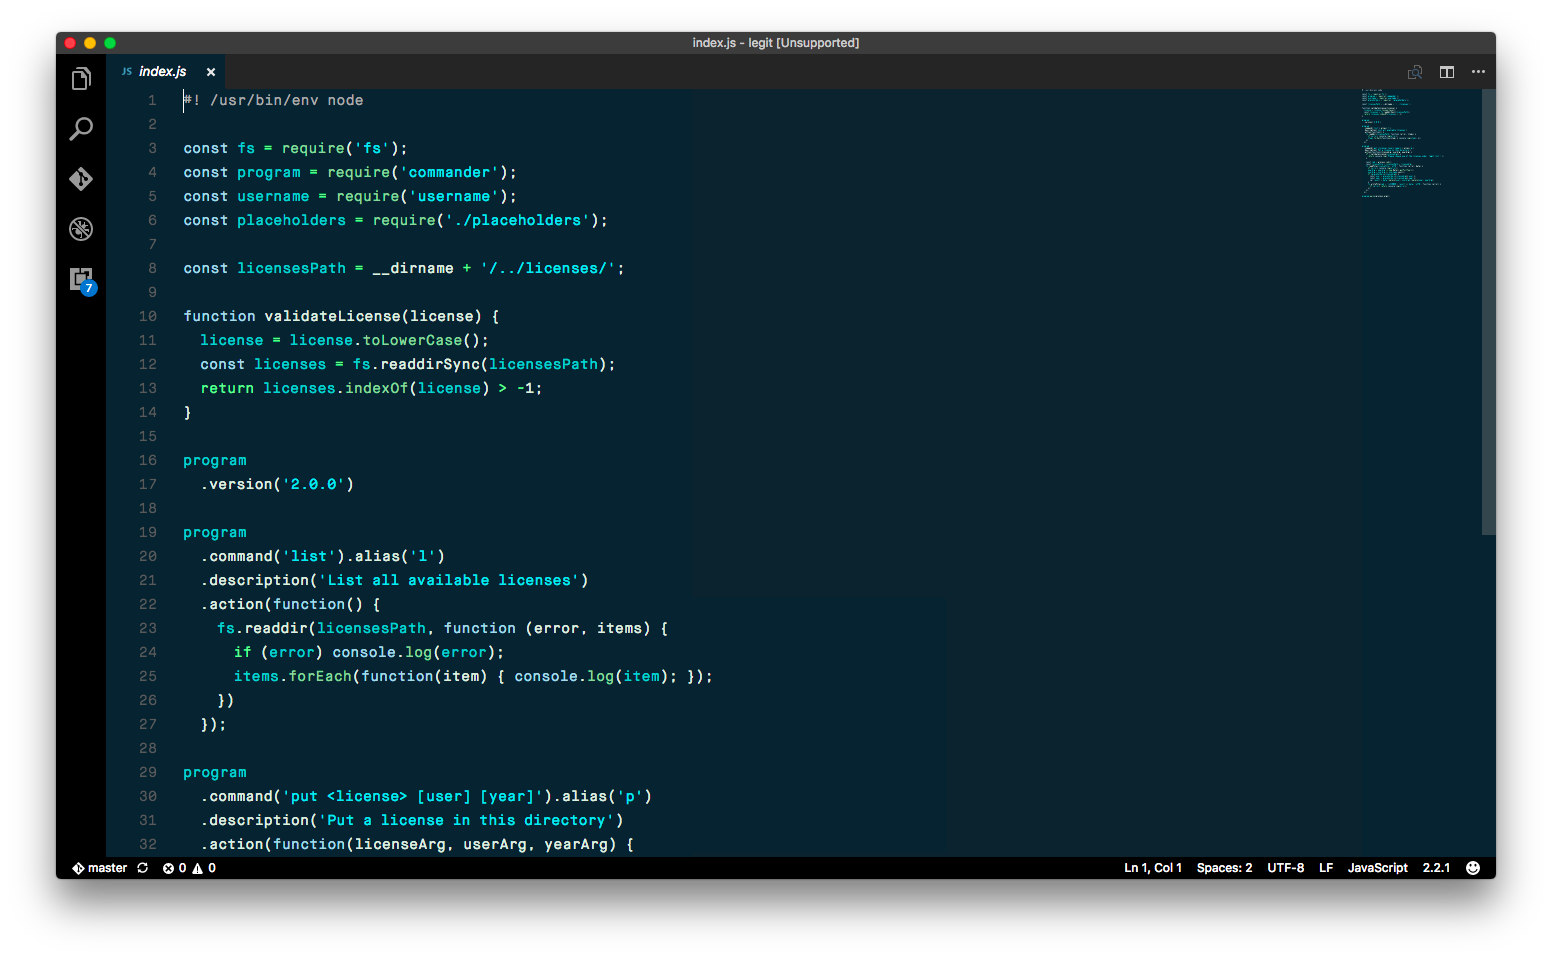 index.js - legit [Unsupported]
JS index.js ×
1 #! /usr/bin/env node
2
3 const fs = require('fs');
4 const program = require('commander');
5 const username = require('username');
6 const placeholders = require('./placeholders');
7
8 const licensesPath = __dirname + '/../licenses/';
9
10 function validateLicense(license) {
11   license = license.toLowerCase();
12   const licenses = fs.readdirSync(licensesPath);
13   return licenses.indexOf(license) > -1;
14 }
15
16 program
17   .version('2.0.0')
18
19 program
20   .command('list').alias('l')
21   .description('List all available licenses')
22   .action(function() {
23     fs.readdir(licensesPath, function (error, items) {
24       if (error) console.log(error);
25       items.forEach(function(item) { console.log(item); });
26     })
27   });
28
29 program
30   .command('put <license> [user] [year]').alias('p')
31   .description('Put a license in this directory')
32   .action(function(licenseArg, userArg, yearArg) {
7
master 0 0 Ln 1, Col 1 Spaces: 2 UTF-8 LF JavaScript 2.2.1